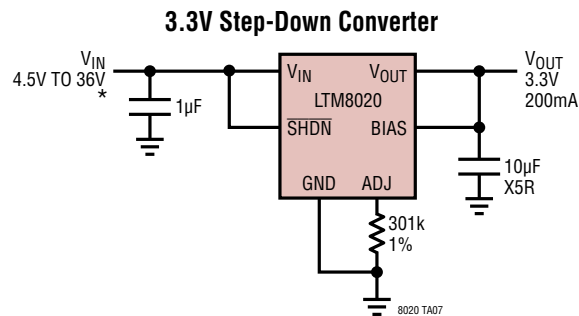 3.3V Step-Down Converter
VIN
4.5V TO 36V
*
1µF
VIN
VOUT
LTM8020
SHDN
BIAS
GND
ADJ
VOUT
3.3V
200mA
10µF
X5R
301k
1%
8020 TA07